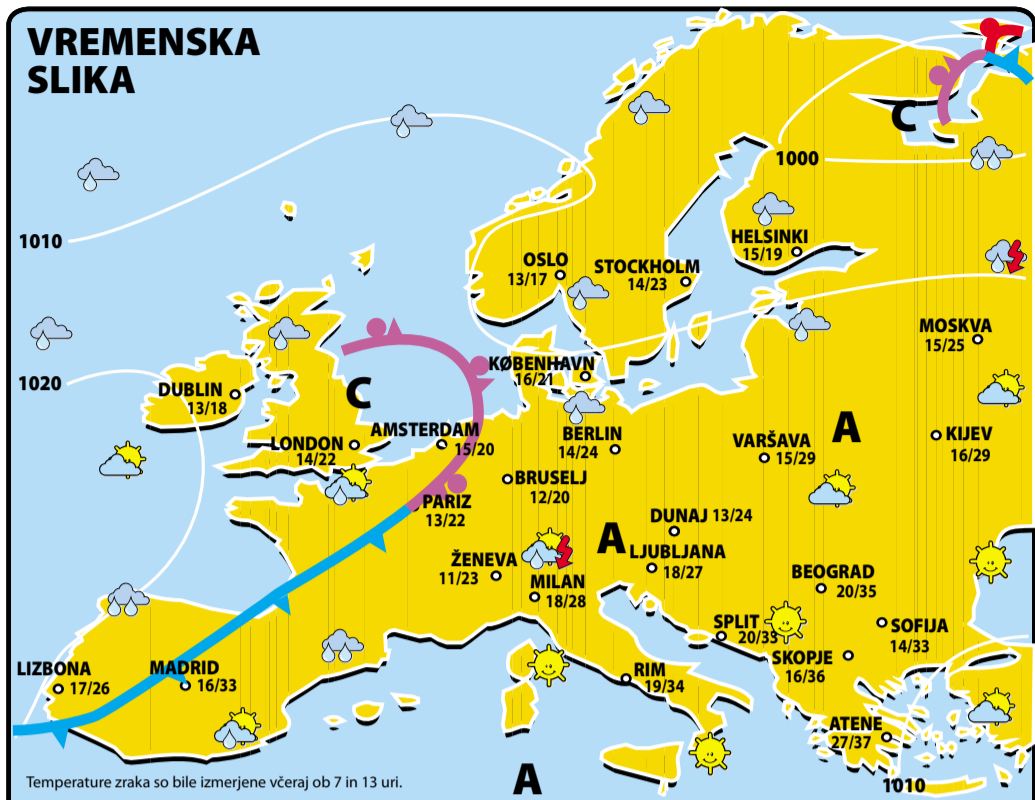 VREMENSKA
SLIKA
C
1000
1010
HELSINKI
15/19
OSLO
13/17
STOCKHOLM
14/23
MOSKVA
15/25
KØBENHAVN
16/21
1020
DUBLIN
13/18
C
AMSTERDAM
15/20
LONDON
14/22
BERLIN
14/24
VARŠAVA
15/29
A
KIJEV
16/29
BRUSELJ
12/20
PARIZ
13/22
DUNAJ 13/24
A
LJUBLJANA
18/27
ŽENEVA
11/23
MILAN
18/28
BEOGRAD
20/35
SPLIT
20/33
SOFIJA
14/33
SKOPJE
16/36
LIZBONA
17/26
MADRID
16/33
RIM
19/34
ATENE
27/37
Temperature zraka so bile izmerjene včeraj ob 7 in 13 uri.
A
1010